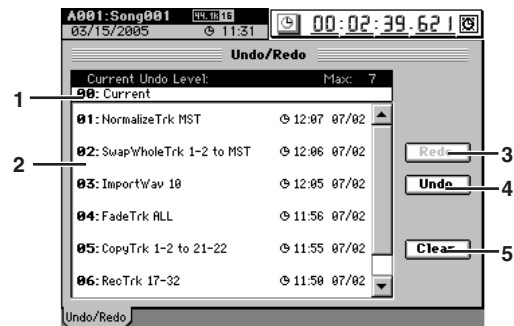 A001:Song001 44.1k16
03/15/2005 11:31
00:02:39.621
Undo/Redo
Current Undo Level: Max: 7
00: Current
01: NormalizeTrk MST 12:07 07/02
02: SwapWholeTrk 1-2 to MST 12:06 07/02
03: ImportWav 10 12:05 07/02
04: FadeTrk ALL 11:56 07/02
05: CopyTrk 1-2 to 21-22 11:55 07/02
06: RecTrk 17-32 11:50 07/02
Redo
Undo
Clear
Undo/Redo
1
2
3
4
5